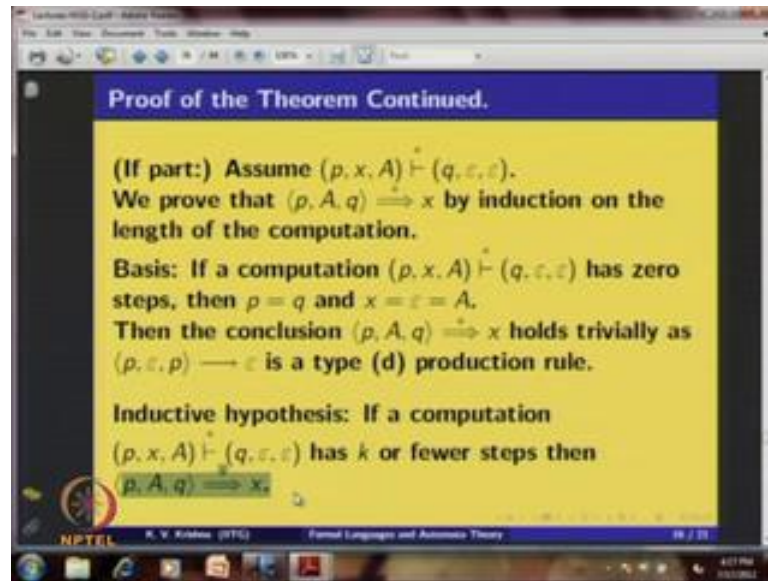 Proof of the Theorem Continued.
(If part:) Assume (p, x, A) ⊢* (q, ε, ε).
We prove that ⟨p, A, q⟩ ⟹* x by induction on the
length of the computation.
Basis: If a computation (p, x, A) ⊢* (q, ε, ε) has zero
steps, then p = q and x = ε = A.
Then the conclusion ⟨p, A, q⟩ ⟹* x holds trivially as
⟨p, ε, p⟩ ⟶ ε is a type (d) production rule.
Inductive hypothesis: If a computation
(p, x, A) ⊢* (q, ε, ε) has k or fewer steps then
⟨p, A, q⟩ ⟹* x.
NPTEL
K. V. Krishna (IITG) Formal Languages and Automata Theory